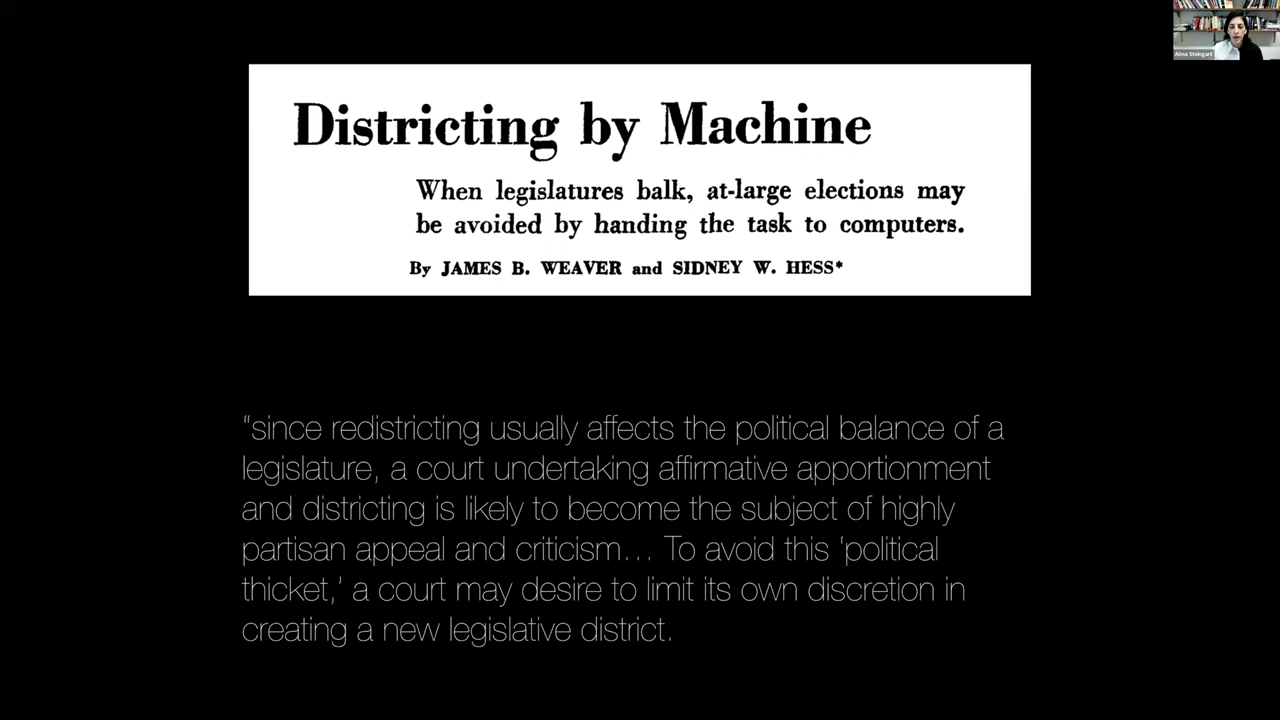 Alma Steingart
Districting by Machine
When legislatures balk, at-large elections may
be avoided by handing the task to computers.
By JAMES B. WEAVER and SIDNEY W. HESS*
“since redistricting usually affects the political balance of a
legislature, a court undertaking affirmative apportionment
and districting is likely to become the subject of highly
partisan appeal and criticism… To avoid this ‘political
thicket,’ a court may desire to limit its own discretion in
creating a new legislative district.